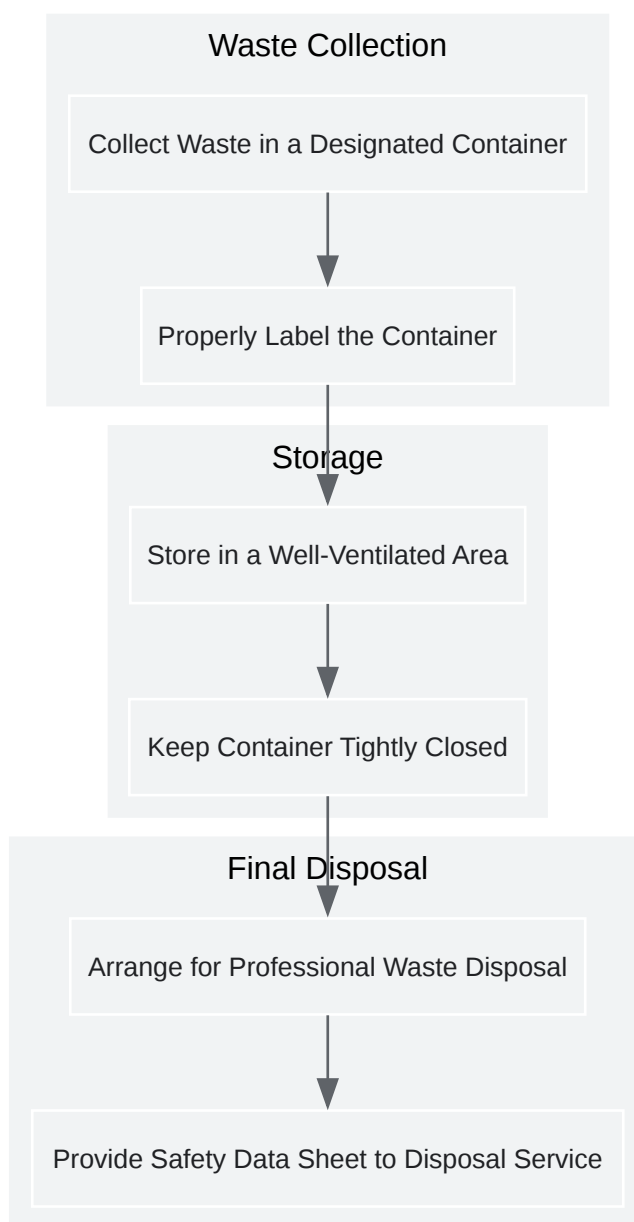 Waste Collection
Collect Waste in a Designated Container
Properly Label the Container
Storage
Store in a Well-Ventilated Area
Keep Container Tightly Closed
Final Disposal
Arrange for Professional Waste Disposal
Provide Safety Data Sheet to Disposal Service